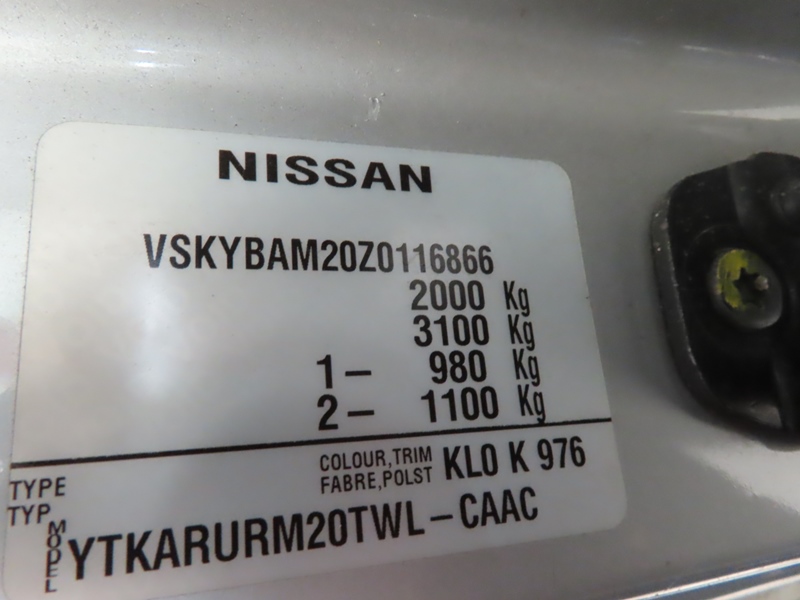 NISSAN
VSKYBAM20Z0116866
2000 Kg
3100 Kg
1- 980 Kg
2- 1100 Kg
TYPE
TYP
COLOUR,TRIM
FABRE,POLST
KL0 K 976
MODEL
YTKARURM20TWL-CAAC